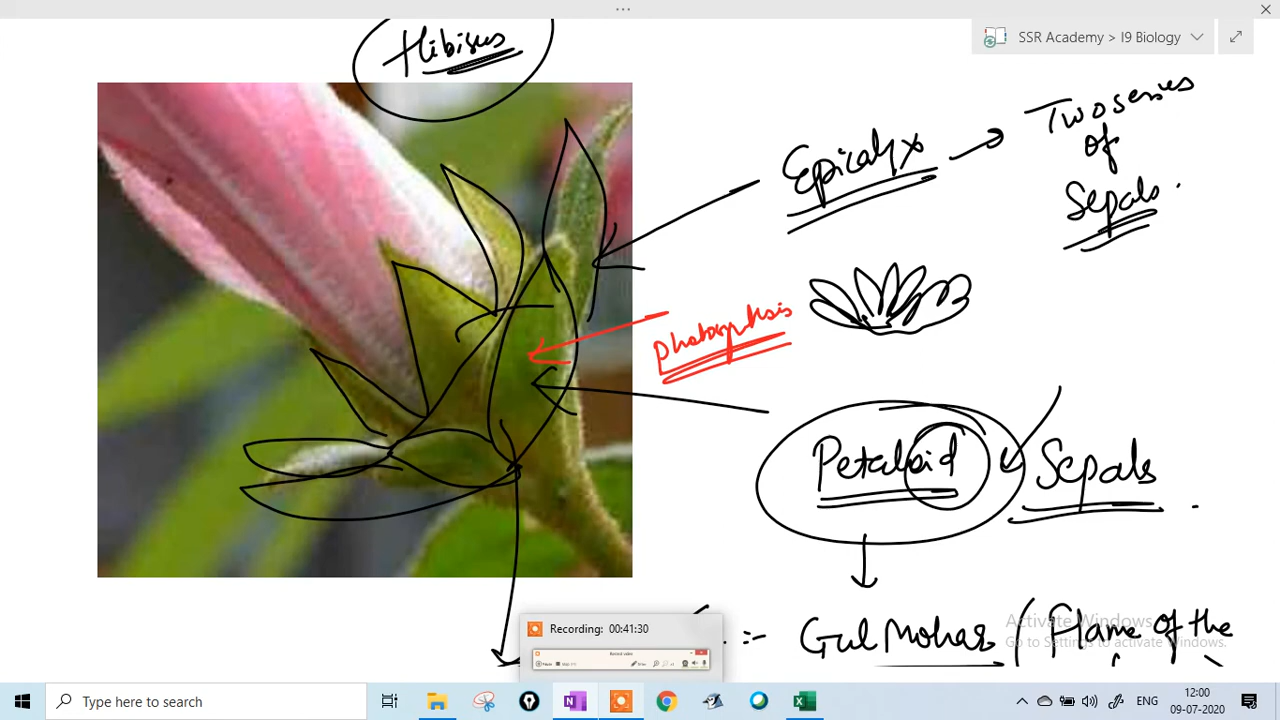 SSR Academy > I9 Biology
Hibiscus
Epicalyx
Two series
of
Sepals.
Photosynthesis
Petaloid Sepals.
:- Gul Mohar (Flame of the
Activate Windows
Go to Settings to activate Windows.
Recording: 00:41:30
Type here to search
ENG
12:00
09-07-2020